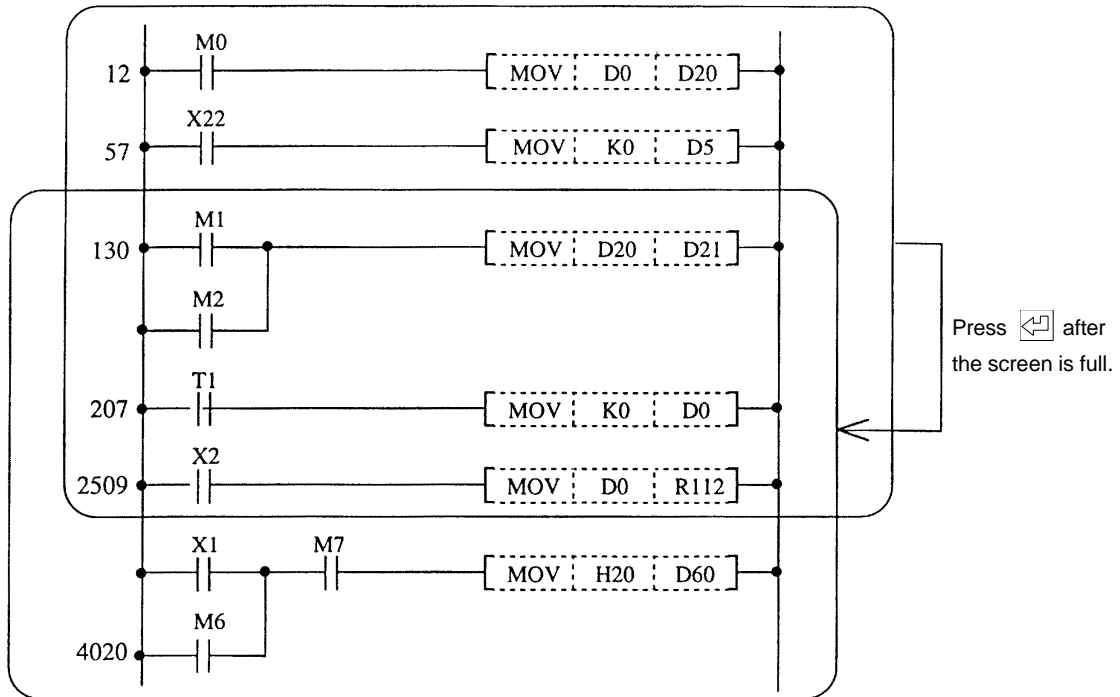 M0
12 MOV D0 D20
X22
57 MOV K0 D5
M1
130 MOV D20 D21
M2
Press after
the screen is full.
T1
207 MOV K0 D0
X2
2509 MOV D0 R112
X1 M7
MOV H20 D60
M6
4020